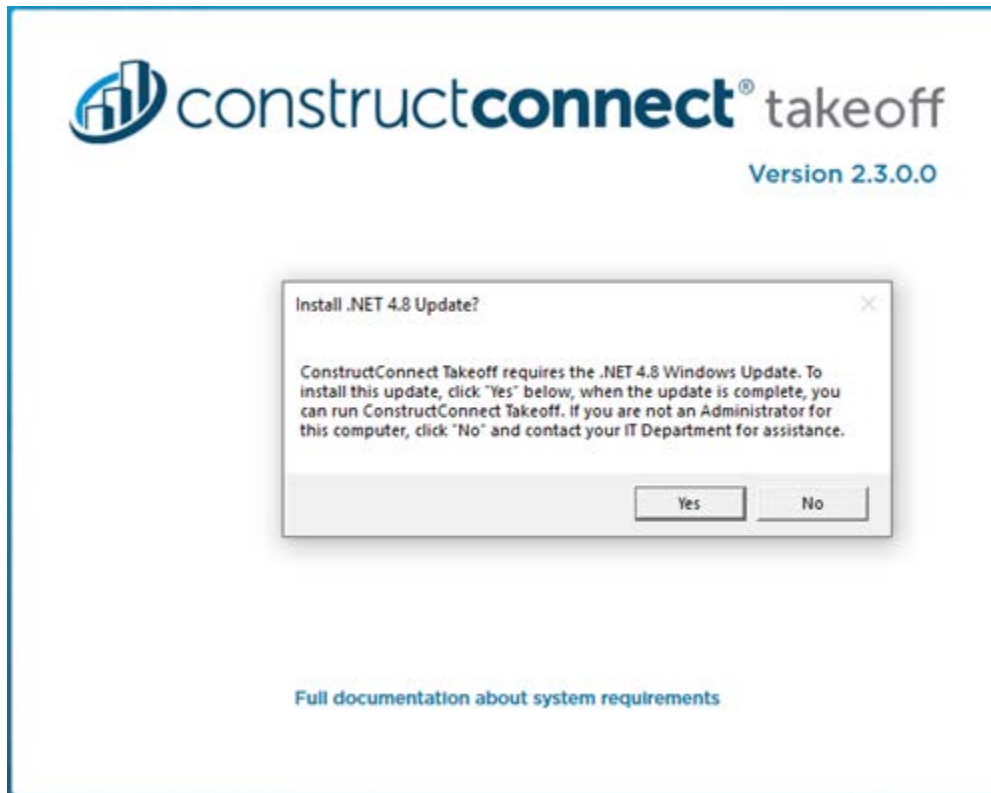 constructconnect® takeoff
Version 2.3.0.0
Install .NET 4.8 Update?
ConstructConnect Takeoff requires the .NET 4.8 Windows Update. To
install this update, click "Yes" below, when the update is complete, you
can run ConstructConnect Takeoff. If you are not an Administrator for
this computer, click "No" and contact your IT Department for assistance.
Yes No
Full documentation about system requirements